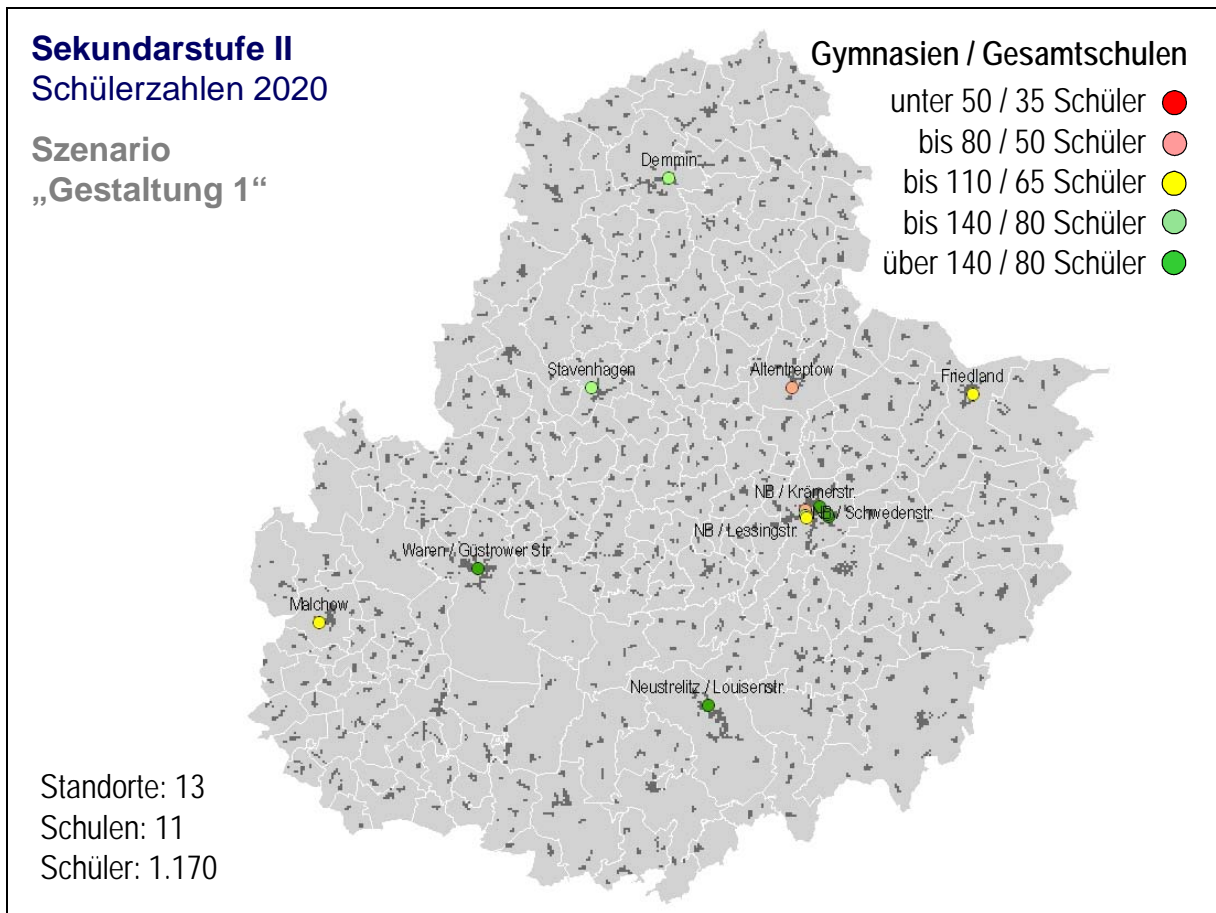 Sekundarstufe II
Schülerzahlen 2020
Szenario
„Gestaltung 1“
Gymnasien / Gesamtschulen
unter 50 / 35 Schüler
bis 80 / 50 Schüler
bis 110 / 65 Schüler
bis 140 / 80 Schüler
über 140 / 80 Schüler
Demmin
Stavenhagen
Altentreptow
Friedland
NB / Krämerstr.
NB / Schwedenstr.
NB / Lessingstr.
Waren / Güstrower Str.
Malchow
Neustrelitz / Louisenstr.
Standorte: 13
Schulen: 11
Schüler: 1.170